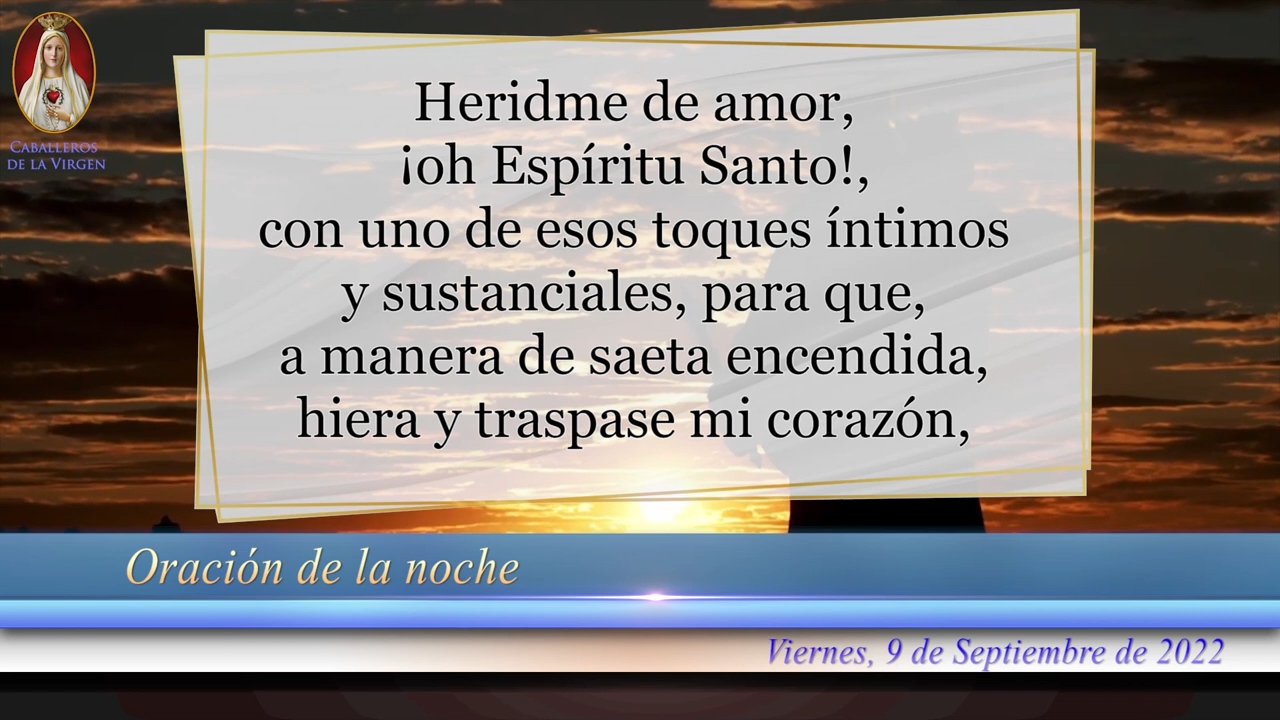 CABALLEROS
DE LA VIRGEN
Heridme de amor,
¡oh Espíritu Santo!,
con uno de esos toques íntimos
y sustanciales, para que,
a manera de saeta encendida,
hiera y traspase mi corazón,
Oración de la noche
Viernes, 9 de Septiembre de 2022